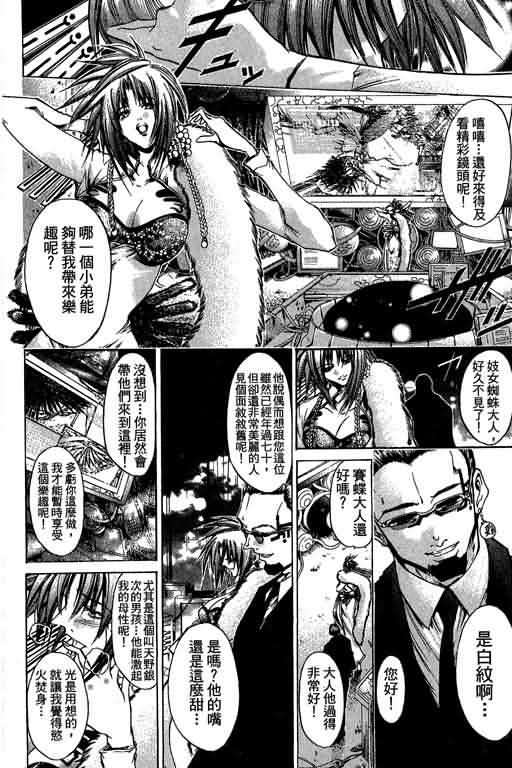 嘻嘻…還好來得及
看精彩鏡頭呢！
哪一個小弟能
夠替我帶來樂
趣呢？
妓女蜘蛛大人，
好久不見了！
是白紋啊…
您好！
賽蝶大人還
好嗎？
大人他過得
非常好！
他說偶而想跟您這位
雖然已經年過七十，
但卻還非常美麗的人
見個面敘敘舊呢！
是嗎？他的嘴
還是這麼甜…
沒想到…你居然會
帶他們來到這裡！
多虧你這麼做，
我才能暫時享受
這個樂趣呢！
尤其是這個叫天野銀
次的男孩…他能激起
我的母性呢！
光是用想的，
就讓我覺得慾
火焚身…